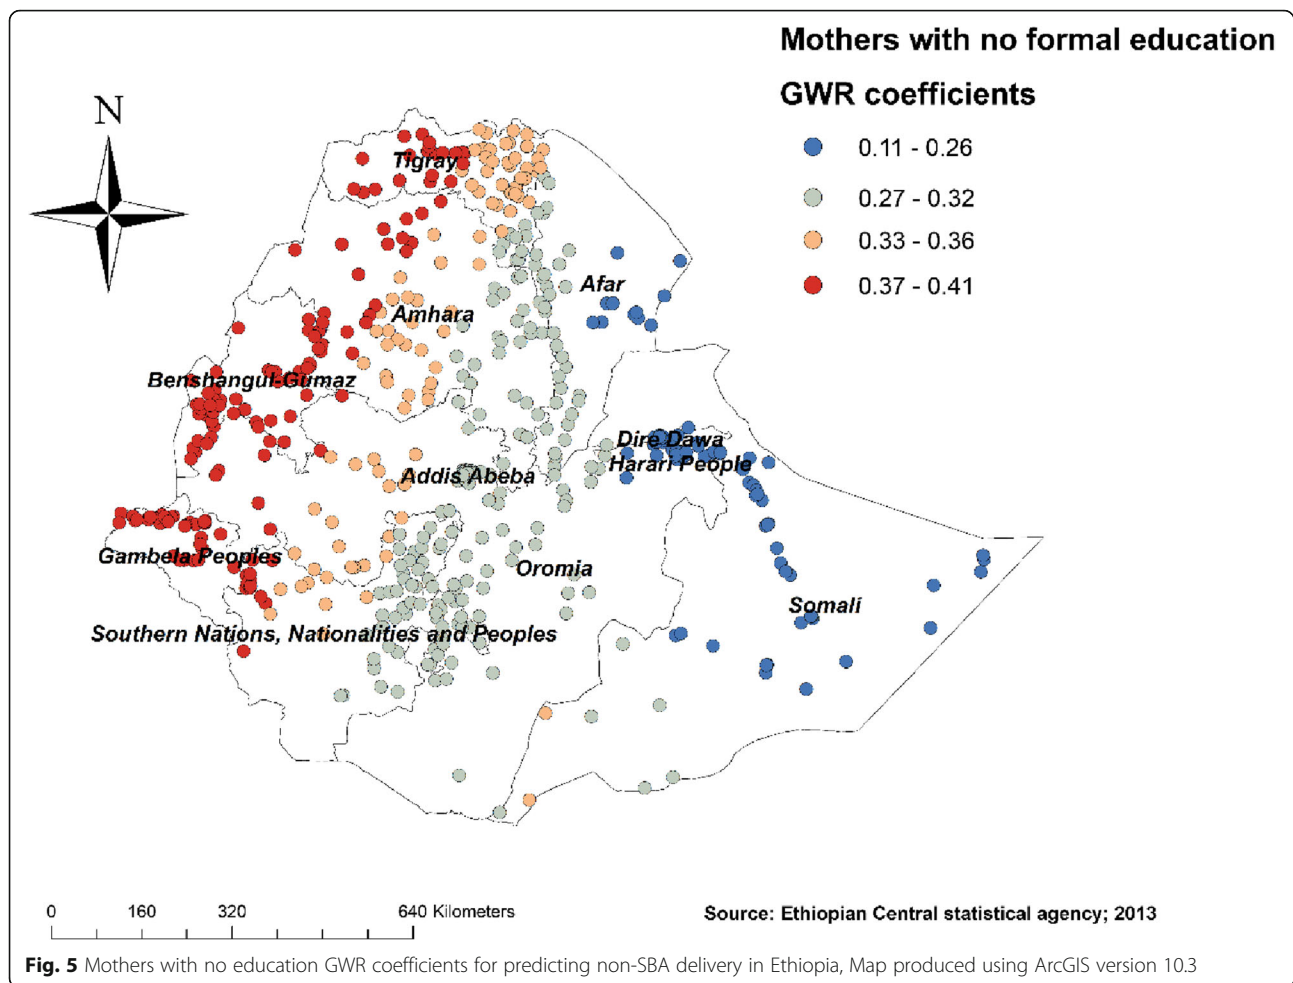 Mothers with no formal education
GWR coefficients
0.11 - 0.26
0.27 - 0.32
0.33 - 0.36
0.37 - 0.41
N
Tigray
Afar
Amhara
Benshangul-Gumaz
Dire Dawa
Harari People
Addis Abeba
Gambela Peoples
Oromia
Somali
Southern Nations, Nationalities and Peoples
0 160 320 640 Kilometers
Source: Ethiopian Central statistical agency; 2013
Fig. 5 Mothers with no education GWR coefficients for predicting non-SBA delivery in Ethiopia, Map produced using ArcGIS version 10.3